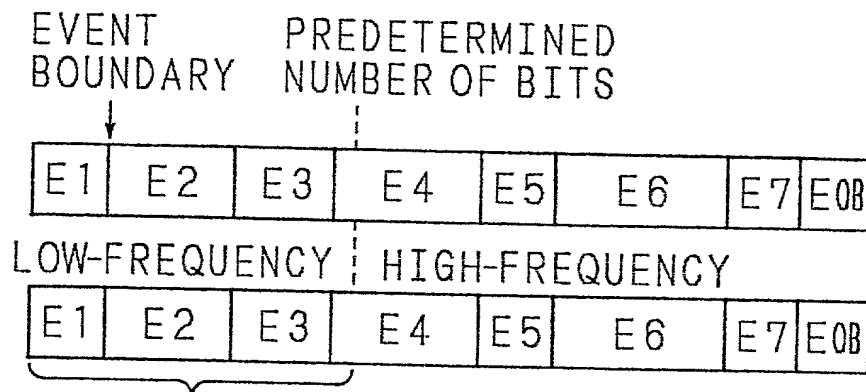 EVENT BOUNDARY
PREDETERMINED NUMBER OF BITS
E1 E2 E3 E4 E5 E6 E7 EOB
LOW-FREQUENCY HIGH-FREQUENCY
E1 E2 E3 E4 E5 E6 E7 EOB